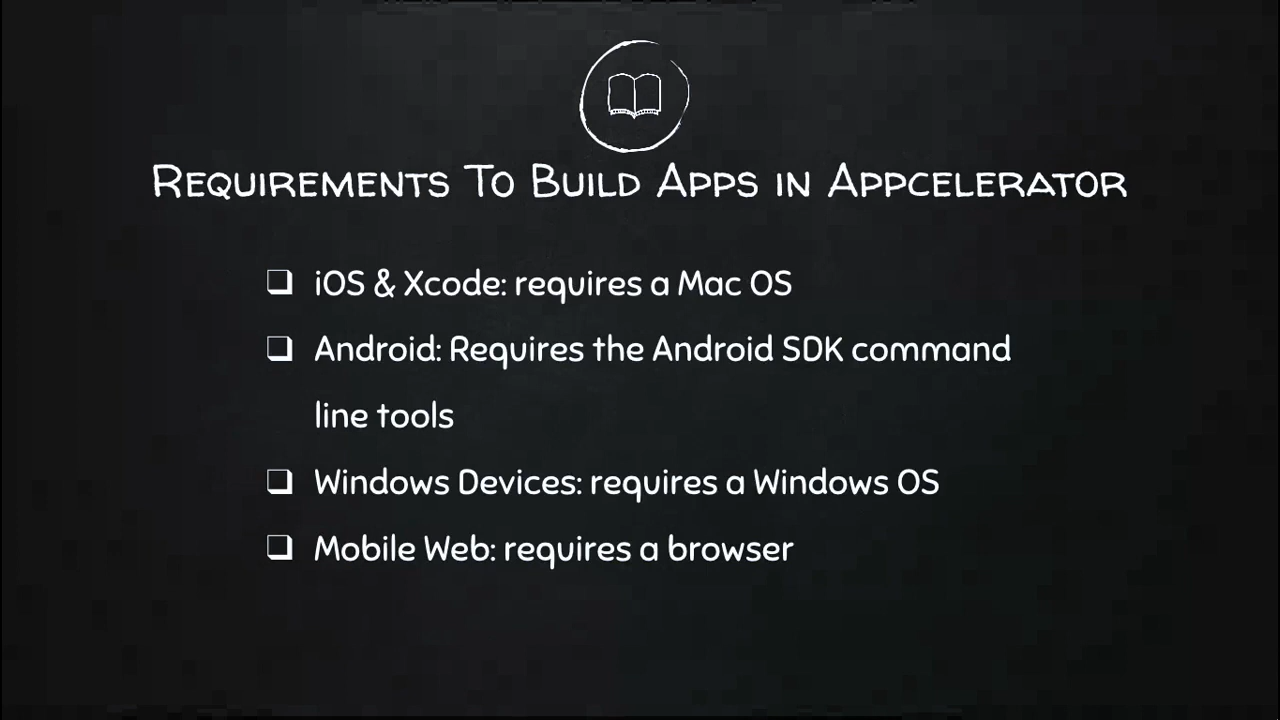 Requirements To Build Apps in Appcelerator
❑ iOS & Xcode: requires a Mac OS
❑ Android: Requires the Android SDK command
line tools
❑ Windows Devices: requires a Windows OS
❑ Mobile Web: requires a browser